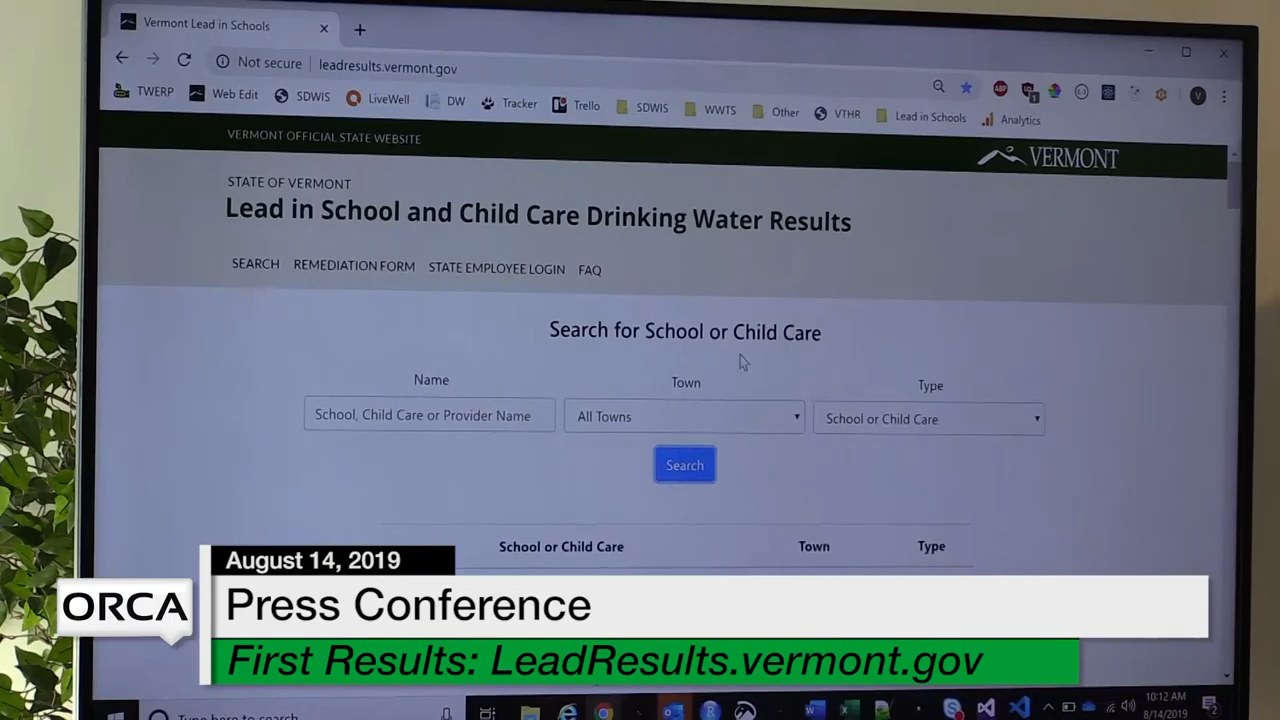 Vermont Lead in Schools
Not secure leadresults.vermont.gov
TWERP Web Edit SDWIS LiveWell DW Tracker Trello SDWIS WWTS Other VTHR Lead in Schools Analytics
VERMONT OFFICIAL STATE WEBSITE
VERMONT
STATE OF VERMONT
Lead in School and Child Care Drinking Water Results
SEARCH REMEDIATION FORM STATE EMPLOYEE LOGIN FAQ
Search for School or Child Care
Name Town Type
School, Child Care or Provider Name All Towns School or Child Care
Search
School or Child Care Town Type
August 14, 2019
ORCA
Press Conference
First Results: LeadResults.vermont.gov
Type here to search
10:12 AM
8/14/2019